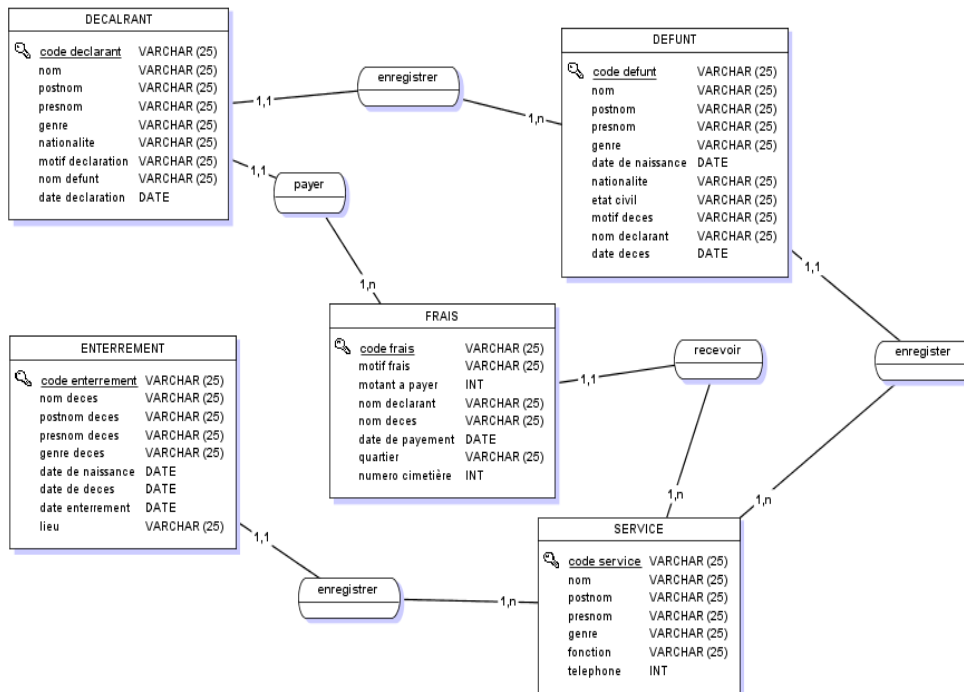 DECALRANT
code declarant VARCHAR (25)
nom VARCHAR (25)
postnom VARCHAR (25)
presnom VARCHAR (25)
genre VARCHAR (25)
nationalite VARCHAR (25)
motif declaration VARCHAR (25)
nom defunt VARCHAR (25)
date declaration DATE
1,1
enregistrer
1,n
DEFUNT
code defunt VARCHAR (25)
nom VARCHAR (25)
postnom VARCHAR (25)
presnom VARCHAR (25)
genre VARCHAR (25)
date de naissance DATE
nationalite VARCHAR (25)
etat civil VARCHAR (25)
motif deces VARCHAR (25)
nom declarant VARCHAR (25)
date deces DATE
1,1
payer
1,n
1,1
enregister
1,n
FRAIS
code frais VARCHAR (25)
motif frais VARCHAR (25)
motant a payer INT
nom declarant VARCHAR (25)
nom deces VARCHAR (25)
date de payement DATE
quartier VARCHAR (25)
numero cimetière INT
1,1
recevoir
1,n
ENTERREMENT
code enterrement VARCHAR (25)
nom deces VARCHAR (25)
postnom deces VARCHAR (25)
presnom deces VARCHAR (25)
genre deces VARCHAR (25)
date de naissance DATE
date de deces DATE
date enterrement DATE
lieu VARCHAR (25)
1,1
enregistrer
1,n
SERVICE
code service VARCHAR (25)
nom VARCHAR (25)
postnom VARCHAR (25)
presnom VARCHAR (25)
genre VARCHAR (25)
fonction VARCHAR (25)
telephone INT